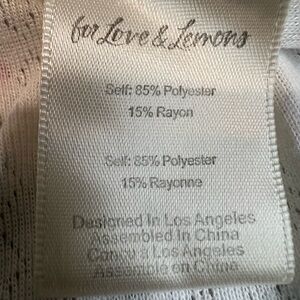 for Love & Lemons
Self: 85% Polyester
15% Rayon
Self: 85% Polyester
15% Rayonne
Designed In Los Angeles
Assembled in China
Conçu a Los Angeles
Assemble en Chine